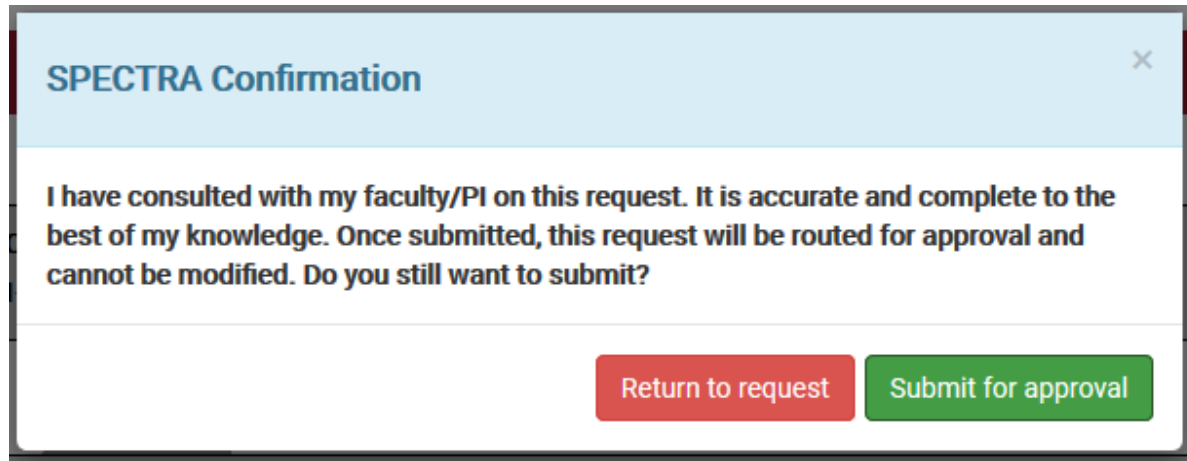 SPECTRA Confirmation
×
I have consulted with my faculty/PI on this request. It is accurate and complete to the
best of my knowledge. Once submitted, this request will be routed for approval and
cannot be modified. Do you still want to submit?
Return to request
Submit for approval